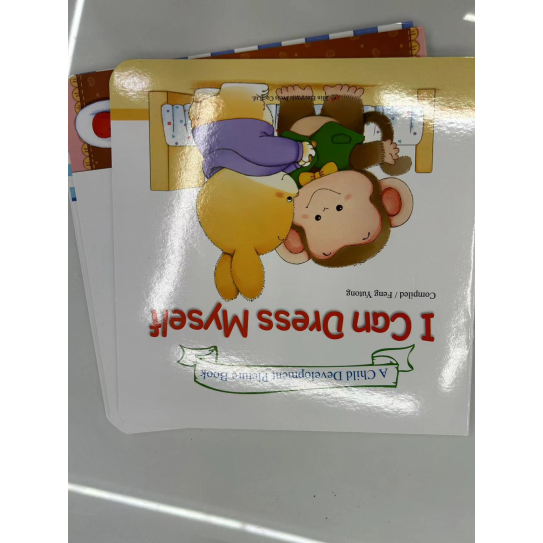 A Child Development Picture Book
I Can Dress Myself
Compiled / Feng Yutong